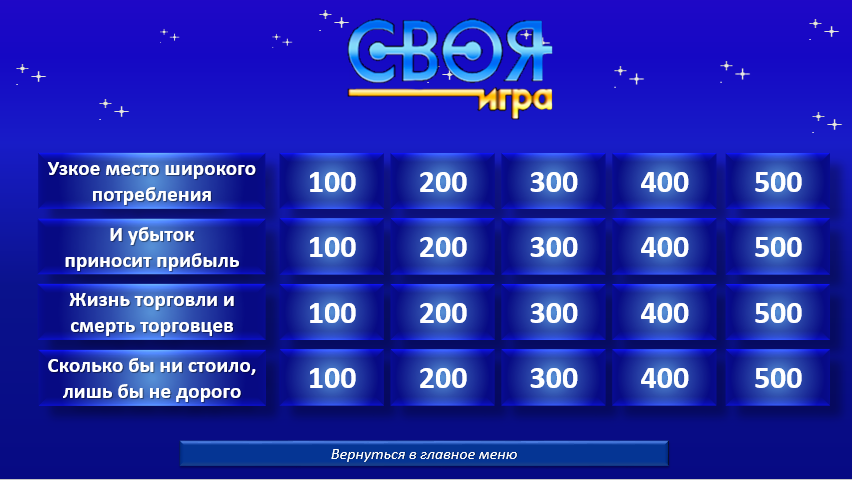 СВОЯ
игра
Узкое место широкого
потребления
100 200 300 400 500
И убыток
приносит прибыль
100 200 300 400 500
Жизнь торговли и
смерть торговцев
100 200 300 400 500
Сколько бы ни стоило,
лишь бы не дорого
100 200 300 400 500
Вернуться в главное меню